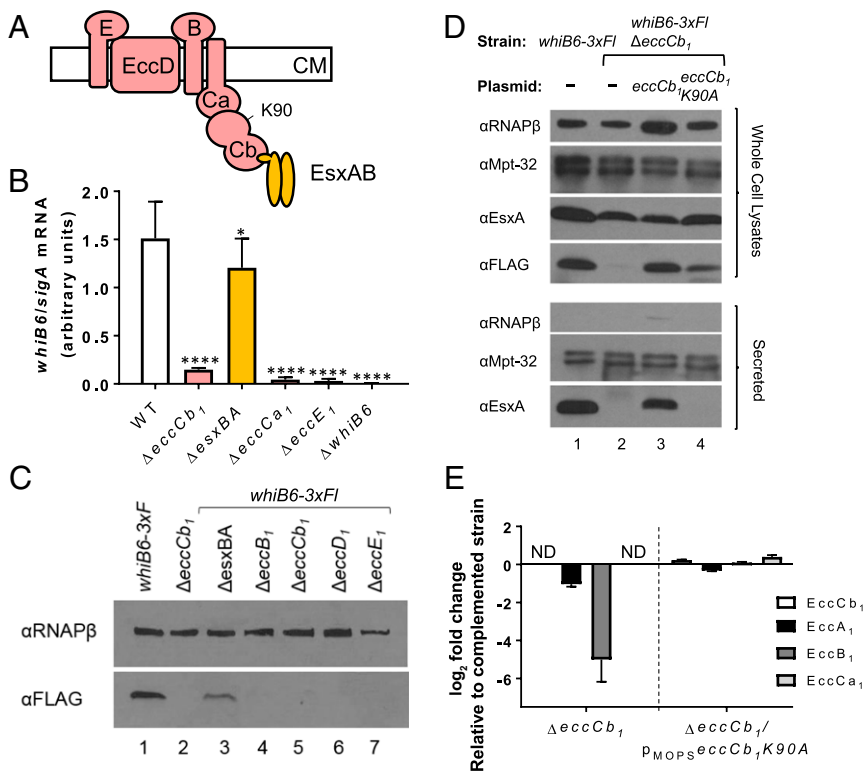 A
E
B
EccD
CM
Ca
K90
Cb
EsxAB
B
whiB6/sigA mRNA
(arbitrary units)
2.0
1.5
1.0
0.5
0.0
****
*
**** **** ****
WT
ΔeccCb1
ΔesxBA
ΔeccCa1
ΔeccE1
ΔwhiB6
C
whiB6-3xFl
whiB6-3xF
ΔeccCb1
ΔesxBA
ΔeccB1
ΔeccCb1
ΔeccD1
ΔeccE1
αRNAPβ
αFLAG
1 2 3 4 5 6 7
D
Strain: whiB6-3xFl whiB6-3xFl
ΔeccCb1
Plasmid: - - eccCb1 eccCb1
K90A
αRNAPβ
αMpt-32
αEsxA
αFLAG
Whole Cell Lysates
αRNAPβ
αMpt-32
αEsxA
Secreted
1 2 3 4
E
log2 fold change
Relative to complemented strain
2
0
-2
-4
-6
ND ND
EccCb1
EccA1
EccB1
EccCa1
ΔeccCb1
ΔeccCb1/
pMOPSeccCb1K90A